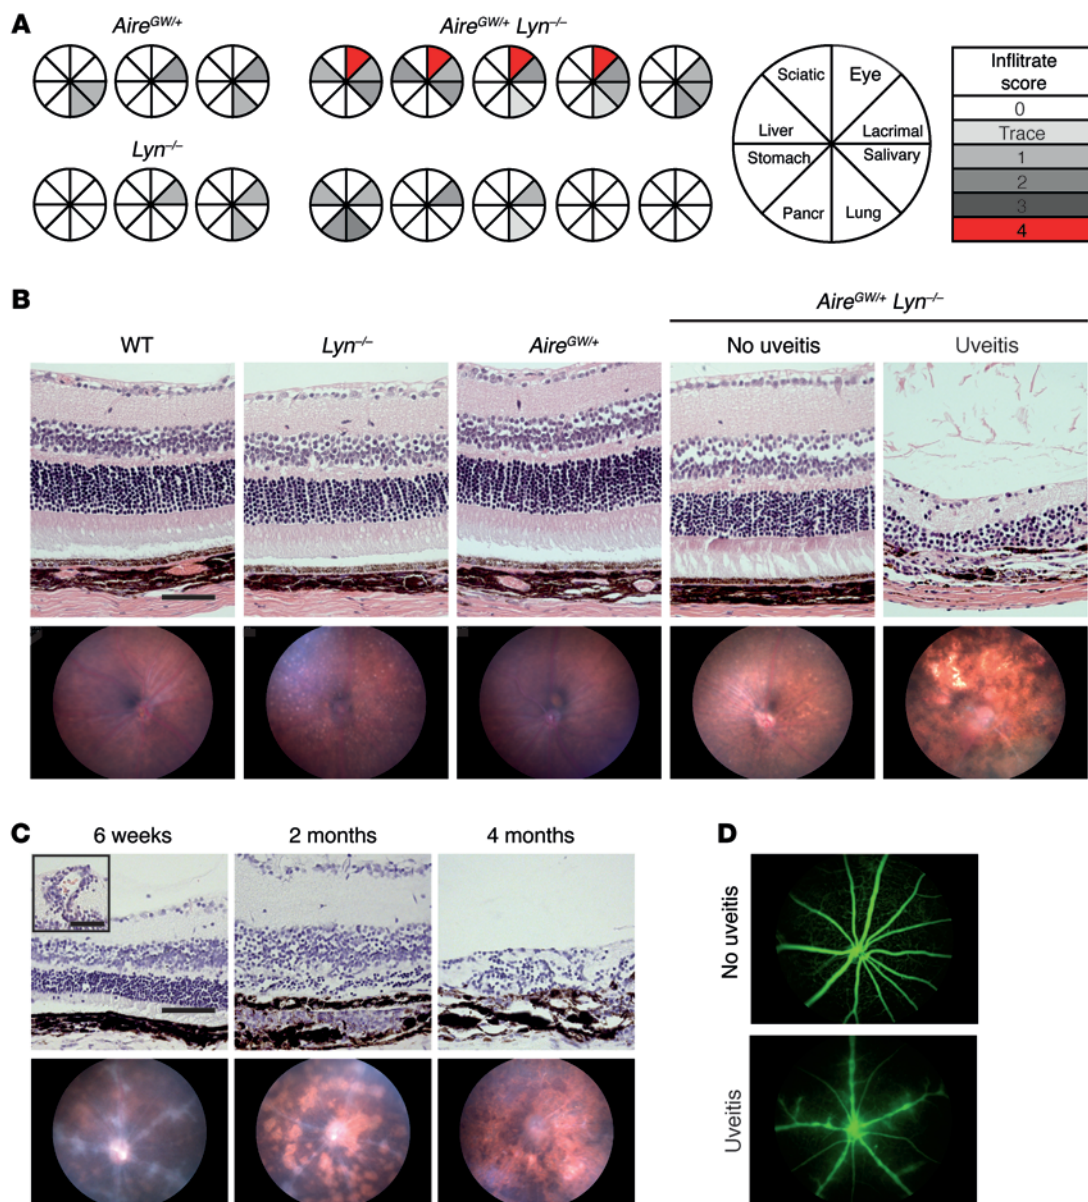 A
Aire^GW/+
Aire^GW/+ Lyn^–/–
Lyn^–/–
Sciatic
Eye
Liver
Lacrimal
Stomach
Salivary
Pancr
Lung
Inflitrate
score
0
Trace
1
2
3
4
B
Aire^GW/+ Lyn^–/–
WT
Lyn^–/–
Aire^GW/+
No uveitis
Uveitis
C
6 weeks
2 months
4 months
D
No uveitis
Uveitis